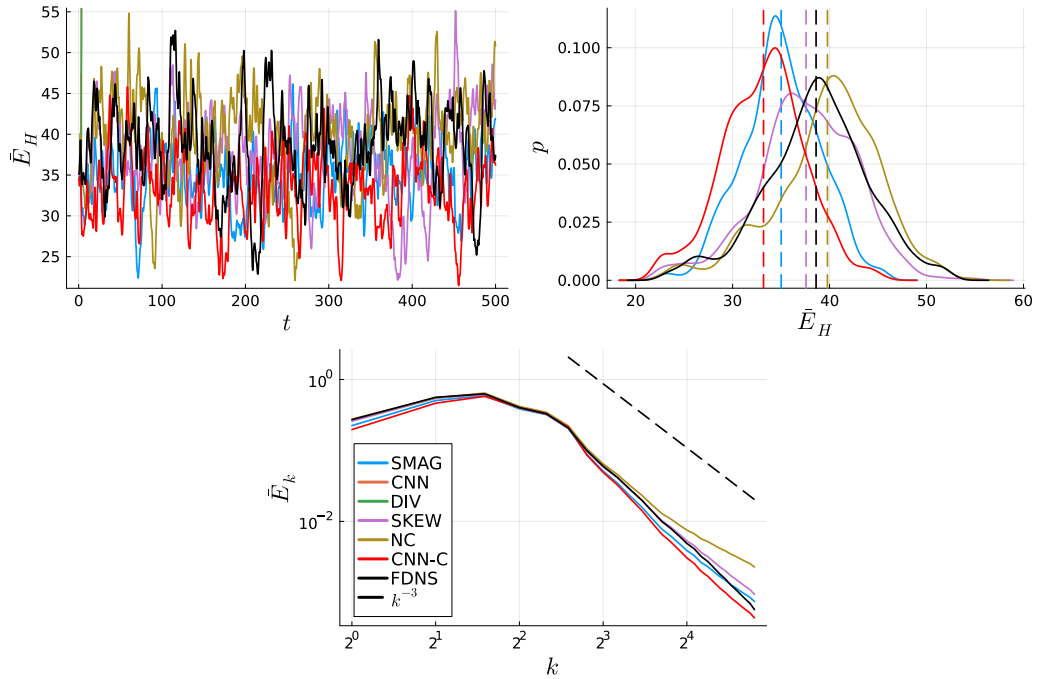 55
50
45
40
35
30
25
0
100
200
300
400
500
Ē_H
t
0.100
0.075
0.050
0.025
0.000
20
30
40
50
60
p
Ē_H
10^0
10^-2
Ē_k
SMAG
CNN
DIV
SKEW
NC
CNN-C
FDNS
k^-3
2^0
2^1
2^2
2^3
2^4
k